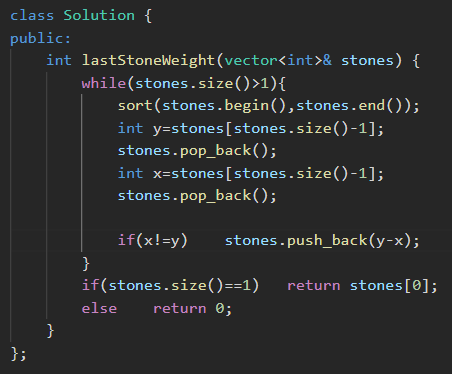 class Solution {
public:
    int lastStoneWeight(vector<int>& stones) {
        while(stones.size()>1){
            sort(stones.begin(),stones.end());
            int y=stones[stones.size()-1];
            stones.pop_back();
            int x=stones[stones.size()-1];
            stones.pop_back();

            if(x!=y)    stones.push_back(y-x);
        }
        if(stones.size()==1)   return stones[0];
        else    return 0;
    }
};